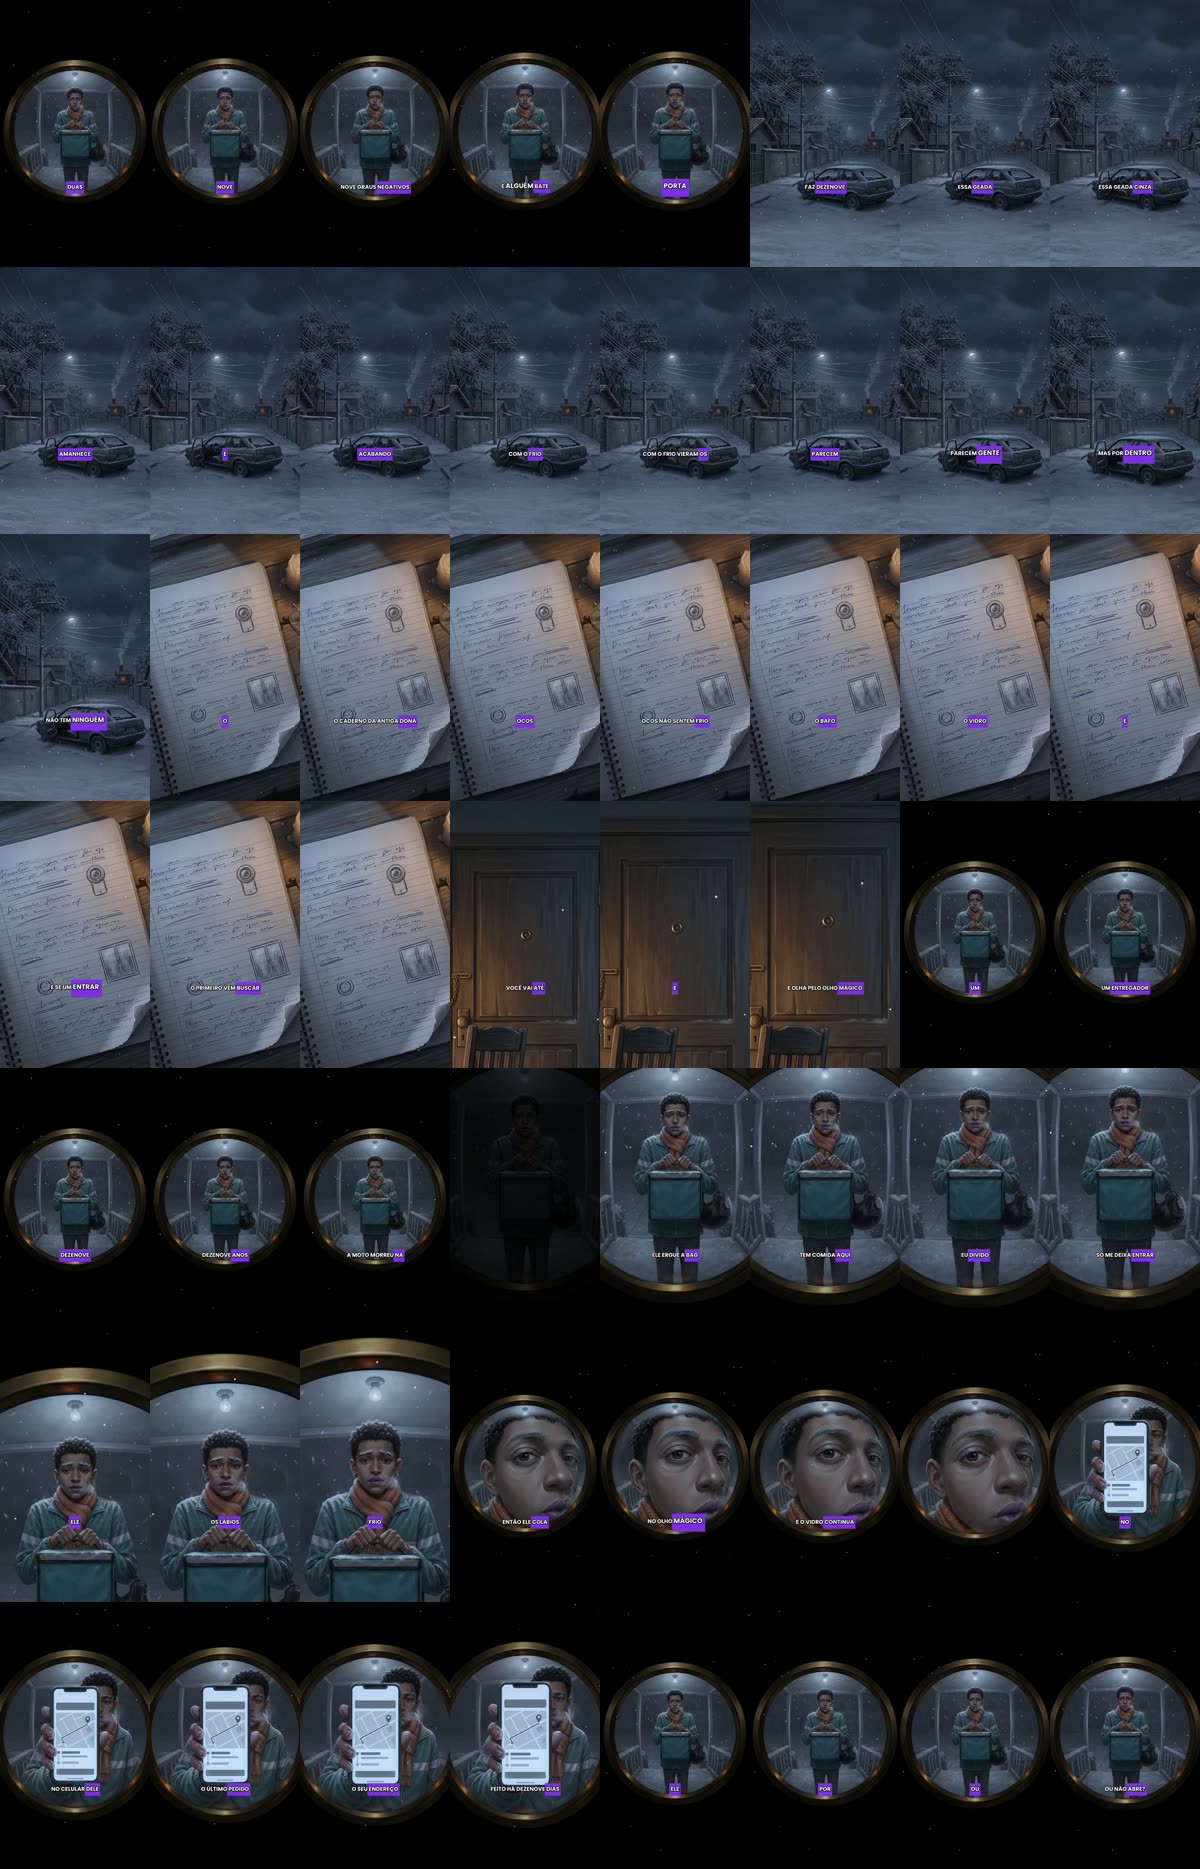 DUAS
NOVE
NOVE GRAUS NEGATIVOS
E ALGUÉM BATE
PORTA
FAZ DEZENOVE
ESSA GEADA
ESSA GEADA CINZA
AMANHECE
E
ACABANDO
COM O FRIO
COM O FRIO VIERAM OS
PARECEM
PARECEM GENTE
MAS POR DENTRO
NÃO TEM NINGUÉM
O
O CADERNO DA ANTIGA DONA
OCOS
OCOS NÃO SENTEM FRIO
O BAFO
O VIDRO
E
E SE UM ENTRAR
O PRIMEIRO VEM BUSCAR
VOCÊ VAI ATÉ
E
E OLHA PELO OLHO MÁGICO
UM
UM ENTREGADOR
DEZENOVE
DEZENOVE ANOS
A MOTO MORREU NA
ELE ERGUE A BAG
TEM COMIDA AQUI
EU DIVIDO
SÓ ME DEIXA ENTRAR
ELE
OS LÁBIOS
FRIO
ENTÃO ELE COLA
NO OLHO MÁGICO
E O VIDRO CONTINUA
NO
NO CELULAR DELE
O ÚLTIMO PEDIDO
O SEU ENDEREÇO
FEITO HÁ DEZENOVE DIAS
ELE
POR
OU
OU NÃO ABRE?